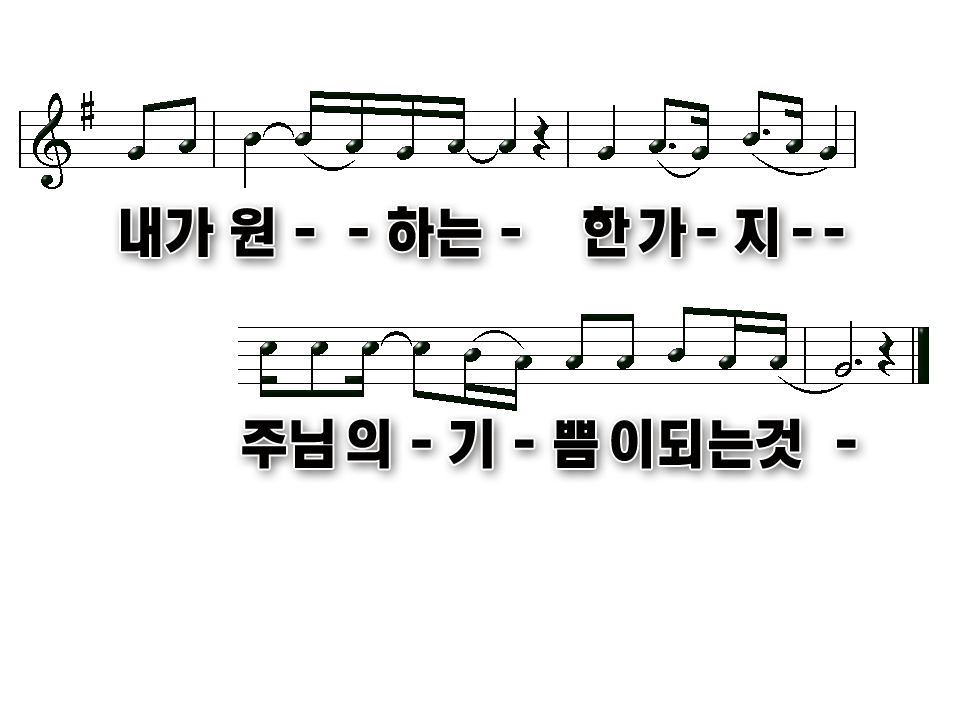 내가 원 - - 하는 - 한 가 - 지 - -
주님 의 - 기 - 쁨 이되는것 -